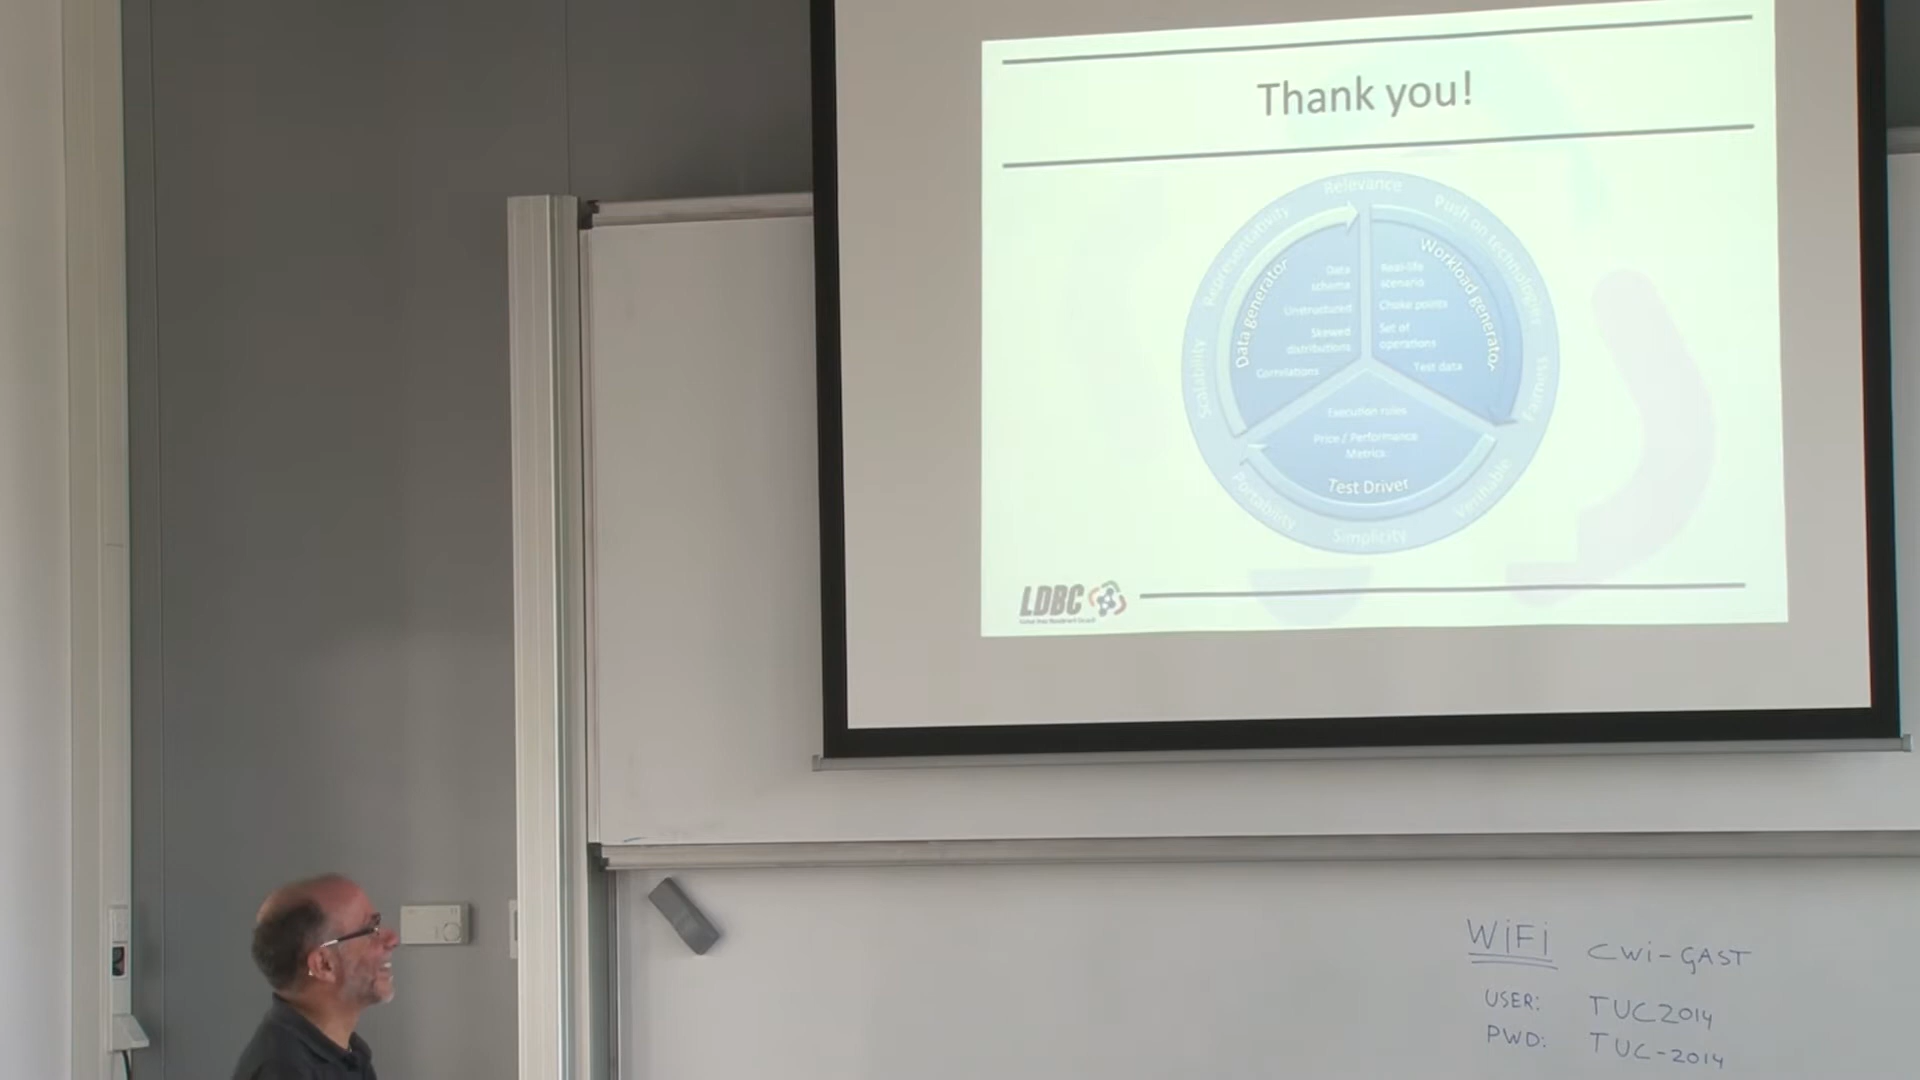 Thank you!
Relevance
Representativity
Push on technology
Scalability
Fairness
Portability
Simplicity
Verifiable
Data generator
Data
schema
Unstructured
Skewed
distributions
Correlations
Workload generator
Real-life
scenario
Choke points
Set of
operations
Test data
Execution rules
Price / Performance
Metrics
Test Driver
LDBC
WiFi CWI-GAST
USER: TUC2014
PWD: TUC-2014